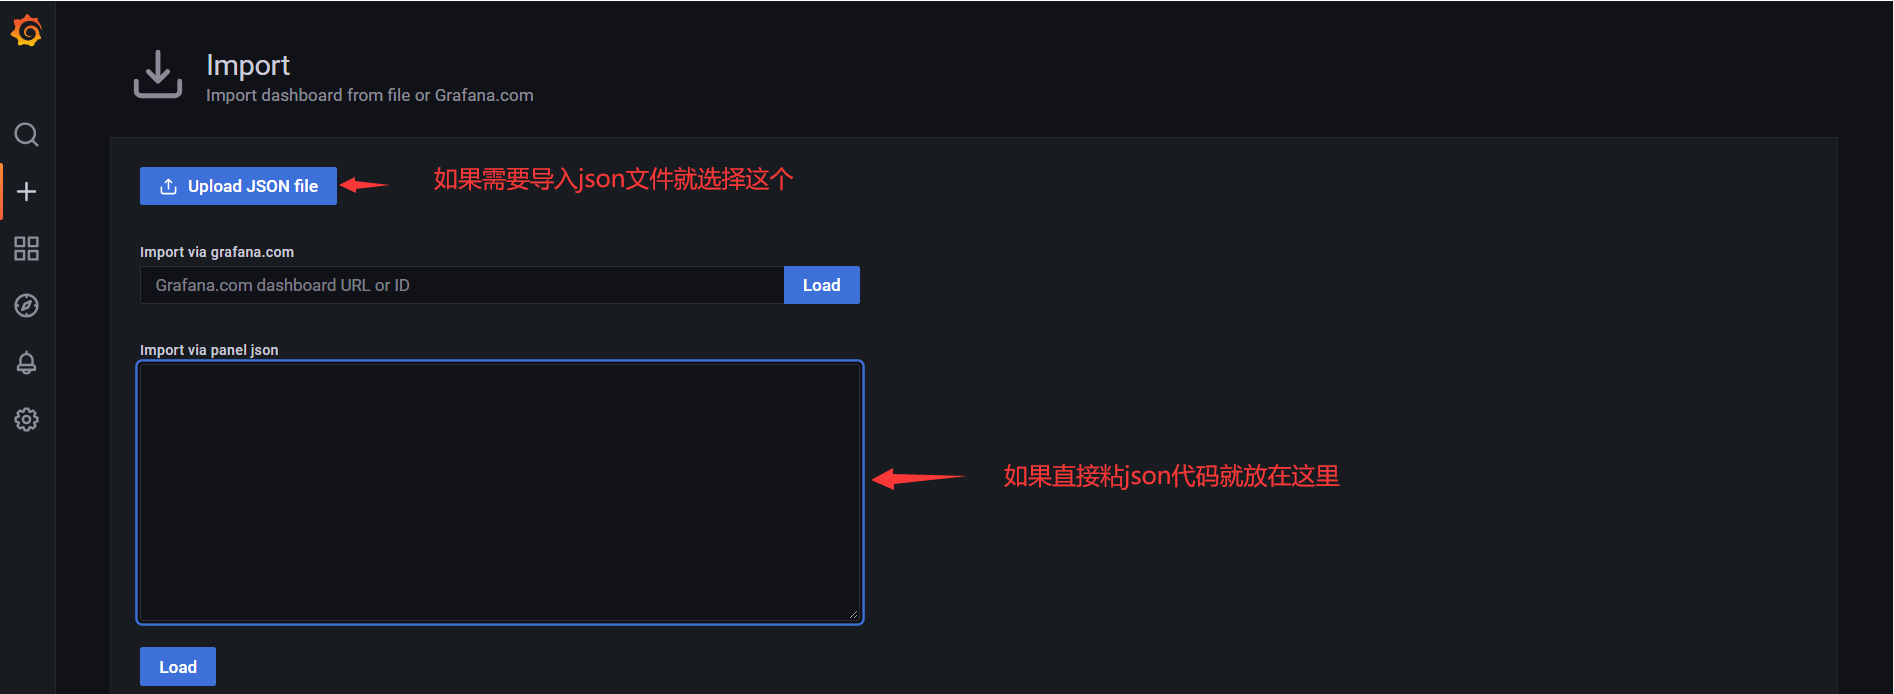 Import
Import dashboard from file or Grafana.com
Upload JSON file
如果需要导入json文件就选择这个
Import via grafana.com
Grafana.com dashboard URL or ID
Load
Import via panel json
如果直接粘json代码就放在这里
Load